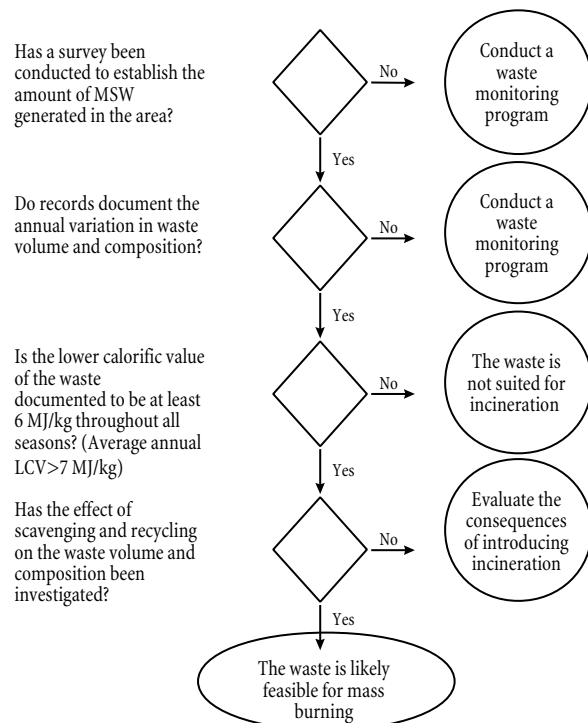 Has a survey been
conducted to establish the
amount of MSW
generated in the area?
No
Conduct a
waste
monitoring
program
Yes
Do records document the
annual variation in waste
volume and composition?
No
Conduct a
waste
monitoring
program
Yes
Is the lower calorific value
of the waste
documented to be at least
6 MJ/kg throughout all
seasons? (Average annual
LCV>7 MJ/kg)
No
The waste is
not suited for
incineration
Yes
Has the effect of
scavenging and recycling
on the waste volume and
composition been
investigated?
No
Evaluate the
consequences
of introducing
incineration
Yes
The waste is likely
feasible for mass
burning